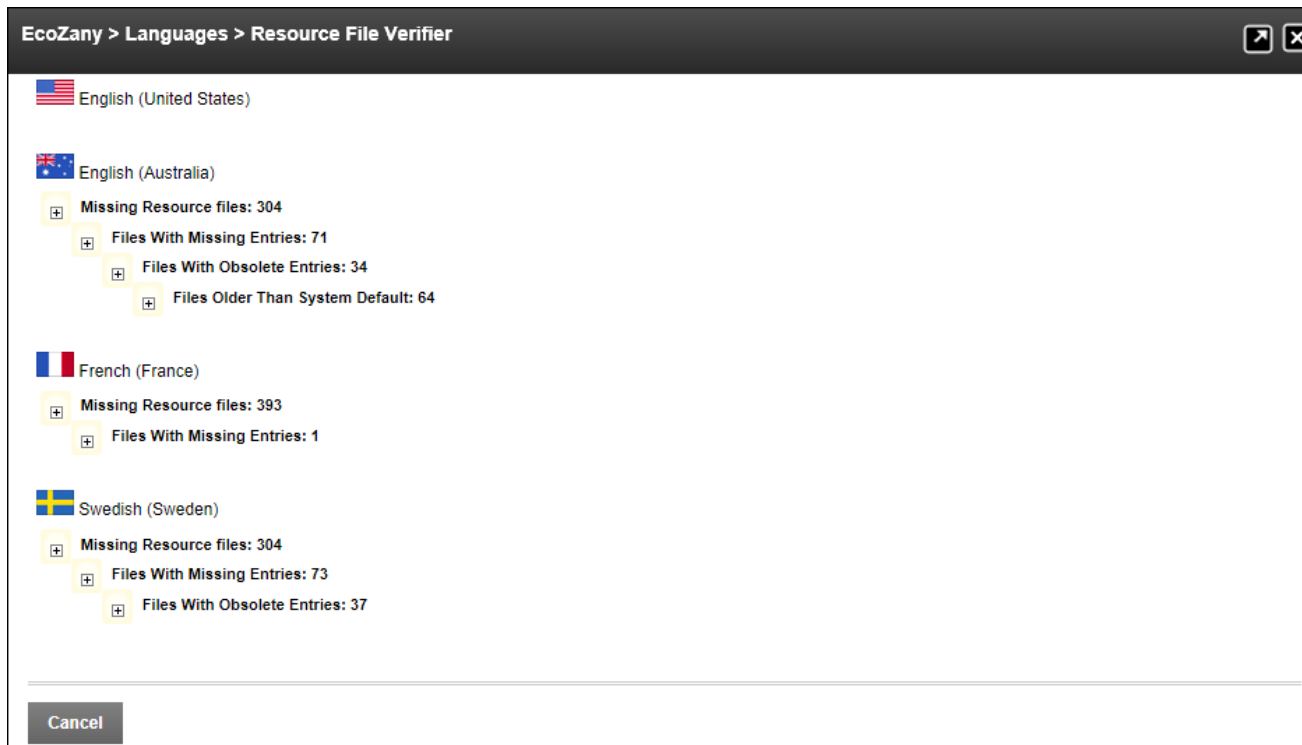 EcoZany > Languages > Resource File Verifier
English (United States)
English (Australia)
Missing Resource files: 304
Files With Missing Entries: 71
Files With Obsolete Entries: 34
Files Older Than System Default: 64
French (France)
Missing Resource files: 393
Files With Missing Entries: 1
Swedish (Sweden)
Missing Resource files: 304
Files With Missing Entries: 73
Files With Obsolete Entries: 37
Cancel